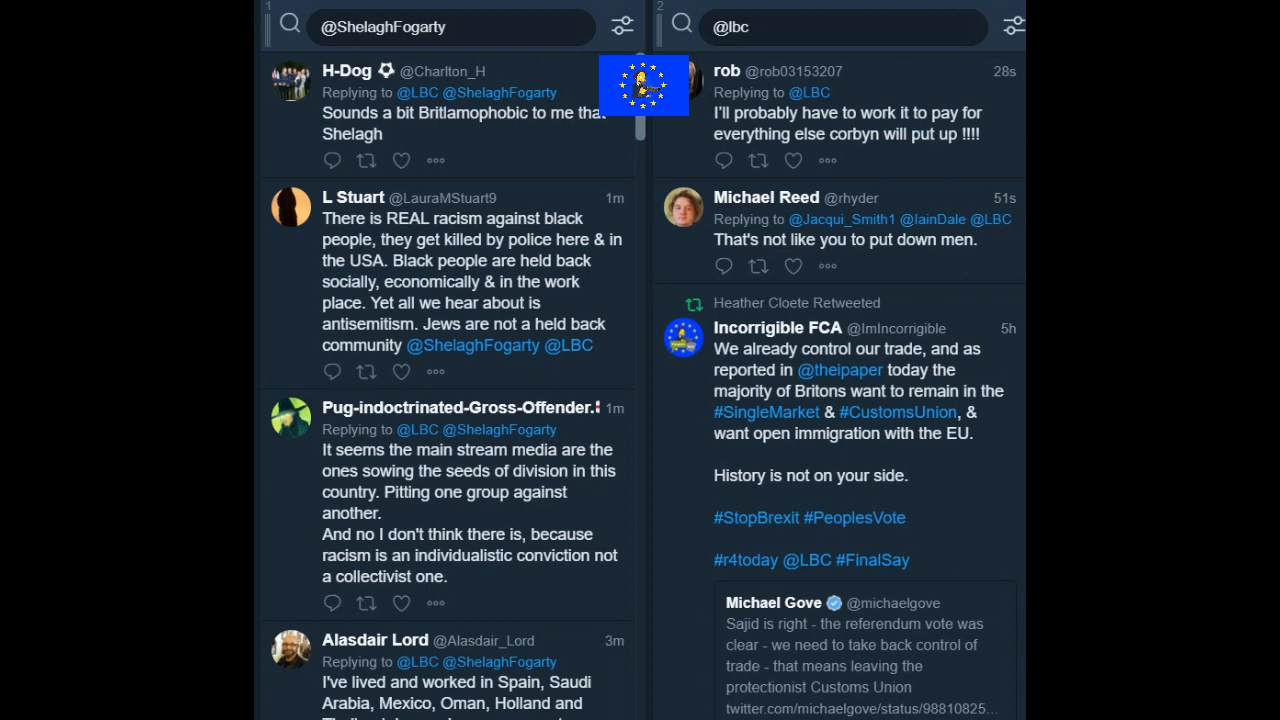 1
@ShelaghFogarty
H-Dog @Charlton_H
Replying to @LBC @ShelaghFogarty
Sounds a bit Britlamophobic to me that
Shelagh
L Stuart @LauraMStuart9 1m
There is REAL racism against black
people, they get killed by police here & in
the USA. Black people are held back
socially, economically & in the work
place. Yet all we hear about is
antisemitism. Jews are not a held back
community @ShelaghFogarty @LBC
Pug-indoctrinated-Gross-Offender. 1m
Replying to @LBC @ShelaghFogarty
It seems the main stream media are the
ones sowing the seeds of division in this
country. Pitting one group against
another.
And no I don't think there is, because
racism is an individualistic conviction not
a collectivist one.
Alasdair Lord @Alasdair_Lord 3m
Replying to @LBC @ShelaghFogarty
I've lived and worked in Spain, Saudi
Arabia, Mexico, Oman, Holland and
2
@lbc
rob @rob03153207 28s
Replying to @LBC
I'll probably have to work it to pay for
everything else corbyn will put up !!!!
Michael Reed @rhyder 51s
Replying to @Jacqui_Smith1 @IainDale @LBC
That's not like you to put down men.
Heather Cloete Retweeted
Incorrigible FCA @ImIncorrigible 5h
We already control our trade, and as
reported in @theipaper today the
majority of Britons want to remain in the
#SingleMarket & #CustomsUnion, &
want open immigration with the EU.
History is not on your side.
#StopBrexit #PeoplesVote
#r4today @LBC #FinalSay
Michael Gove @michaelgove
Sajid is right - the referendum vote was
clear - we need to take back control of
trade - that means leaving the
protectionist Customs Union
twitter.com/michaelgove/status/98810825...